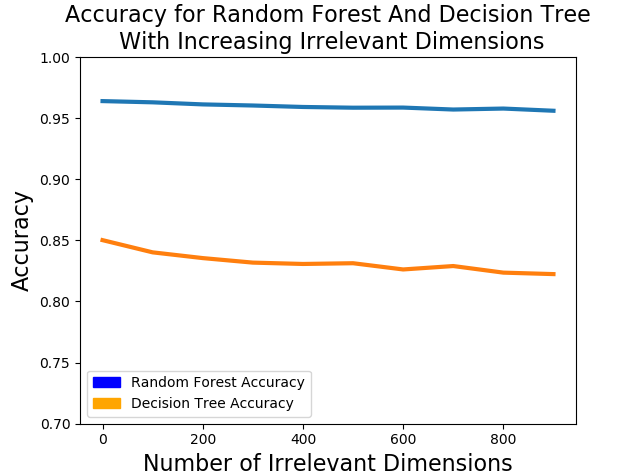 Accuracy for Random Forest And Decision Tree
With Increasing Irrelevant Dimensions
1.00
0.95
0.90
0.85
0.80
0.75
0.70
Accuracy
Random Forest Accuracy
Decision Tree Accuracy
0 200 400 600 800
Number of Irrelevant Dimensions